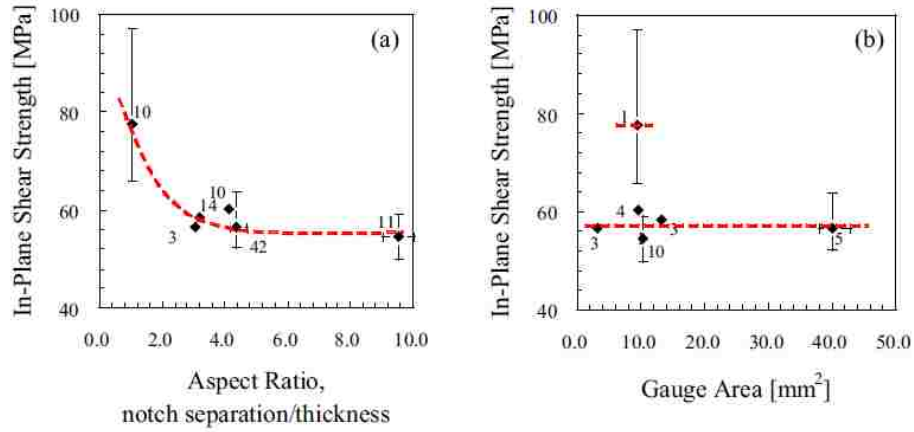 100
80
60
40
In-Plane Shear Strength [MPa]
(a)
10
3
14
10
42
11
0.0 2.0 4.0 6.0 8.0 10.0
Aspect Ratio,
notch separation/thickness
100
80
60
40
In-Plane Shear Strength [MPa]
(b)
1
4
3
10
3
5
0.0 10.0 20.0 30.0 40.0 50.0
Gauge Area [mm²]